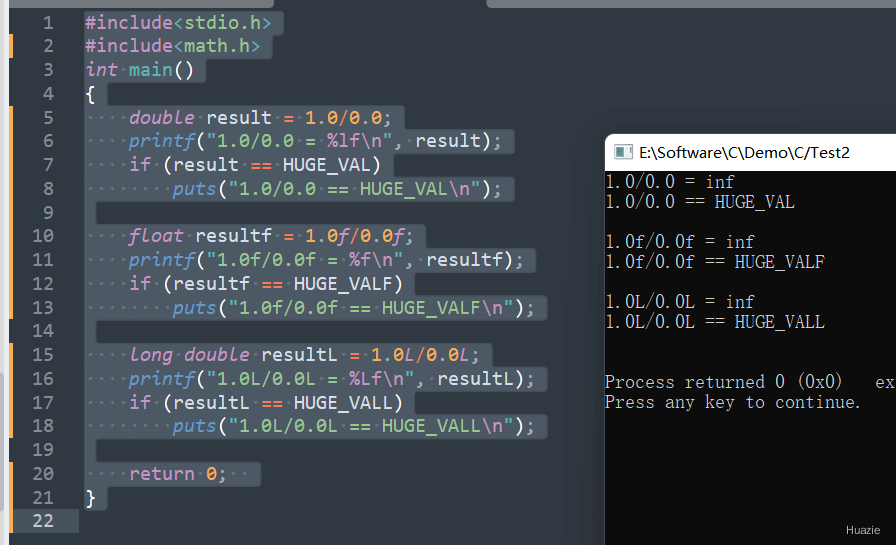 1 #include<stdio.h>
2 #include<math.h>
3 int main()
4 {
5     double result = 1.0/0.0;
6     printf("1.0/0.0 = %lf\n", result);
7     if (result == HUGE_VAL)
8         puts("1.0/0.0 == HUGE_VAL\n");
9
10     float resultf = 1.0f/0.0f;
11     printf("1.0f/0.0f = %f\n", resultf);
12     if (resultf == HUGE_VALF)
13         puts("1.0f/0.0f == HUGE_VALF\n");
14
15     long double resultL = 1.0L/0.0L;
16     printf("1.0L/0.0L = %Lf\n", resultL);
17     if (resultL == HUGE_VALL)
18         puts("1.0L/0.0L == HUGE_VALL\n");
19
20     return 0;
21 }
22
E:\Software\C\Demo\C/Test2
1.0/0.0 = inf
1.0/0.0 == HUGE_VAL
1.0f/0.0f = inf
1.0f/0.0f == HUGE_VALF
1.0L/0.0L = inf
1.0L/0.0L == HUGE_VALL
Process returned 0 (0x0)   ex
Press any key to continue.
Huazie